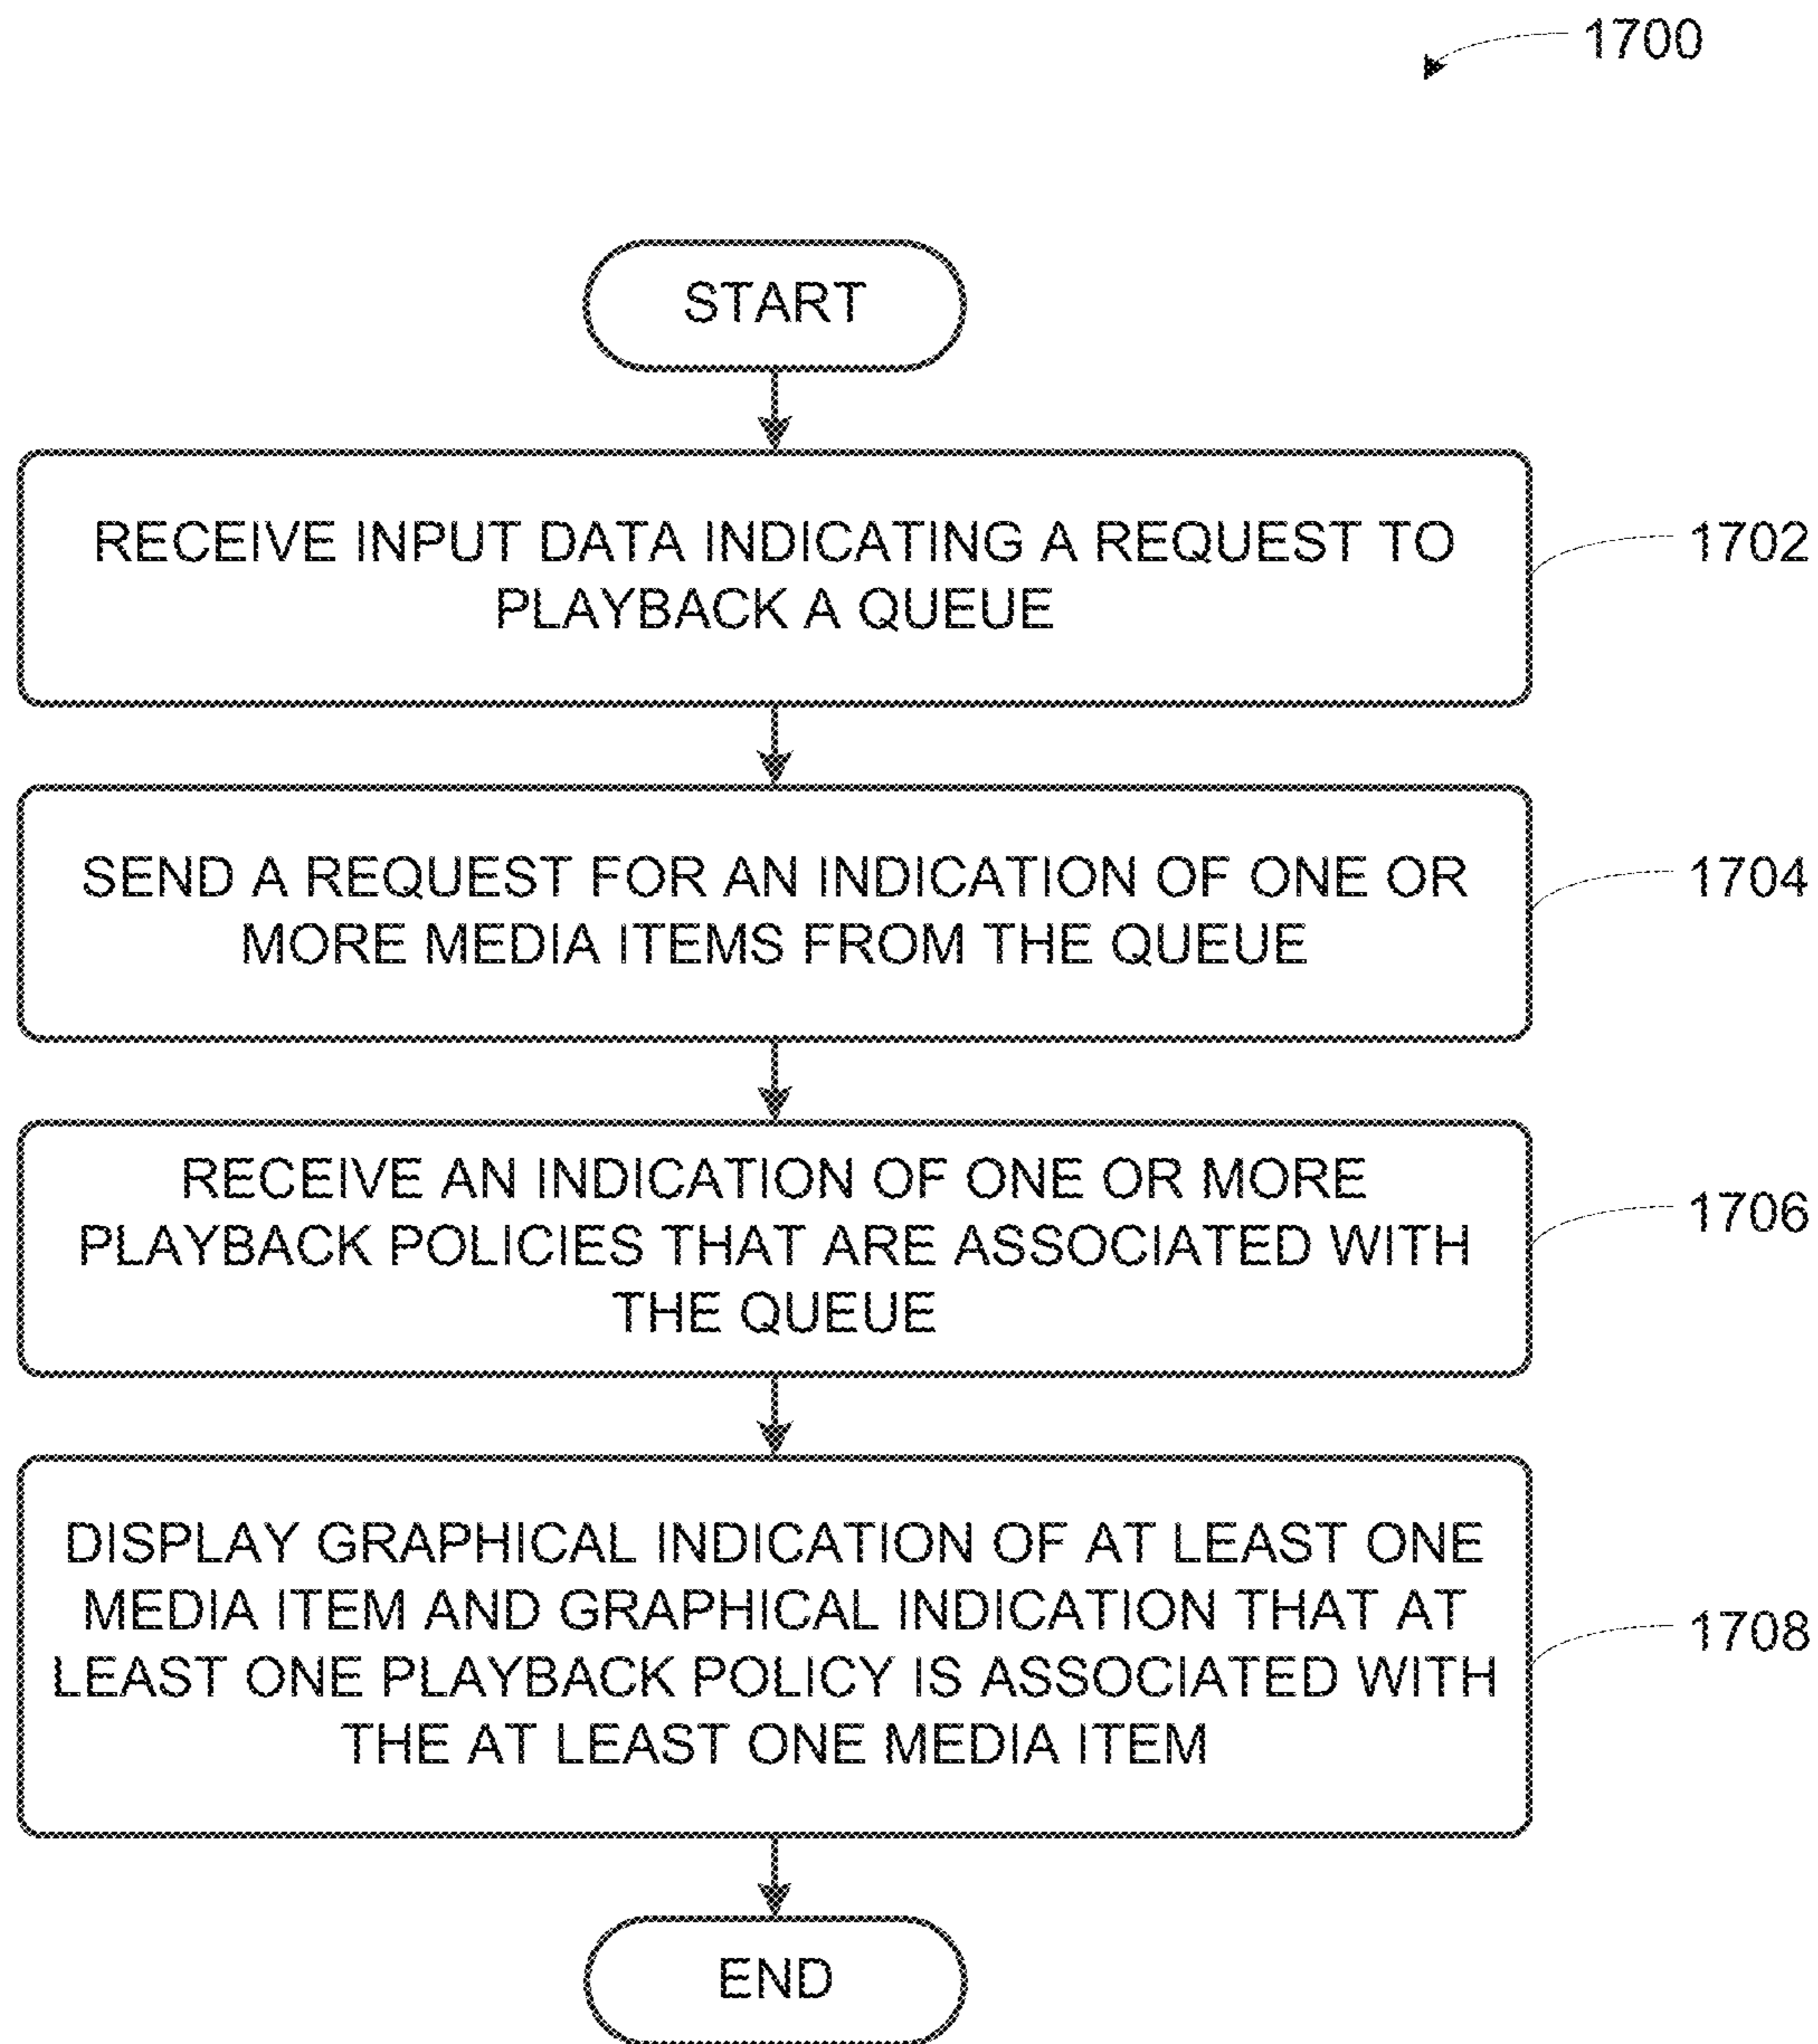 1700
START
RECEIVE INPUT DATA INDICATING A REQUEST TO
PLAYBACK A QUEUE
1702
SEND A REQUEST FOR AN INDICATION OF ONE OR
MORE MEDIA ITEMS FROM THE QUEUE
1704
RECEIVE AN INDICATION OF ONE OR MORE
PLAYBACK POLICIES THAT ARE ASSOCIATED WITH
THE QUEUE
1706
DISPLAY GRAPHICAL INDICATION OF AT LEAST ONE
MEDIA ITEM AND GRAPHICAL INDICATION THAT AT
LEAST ONE PLAYBACK POLICY IS ASSOCIATED WITH
THE AT LEAST ONE MEDIA ITEM
1708
END